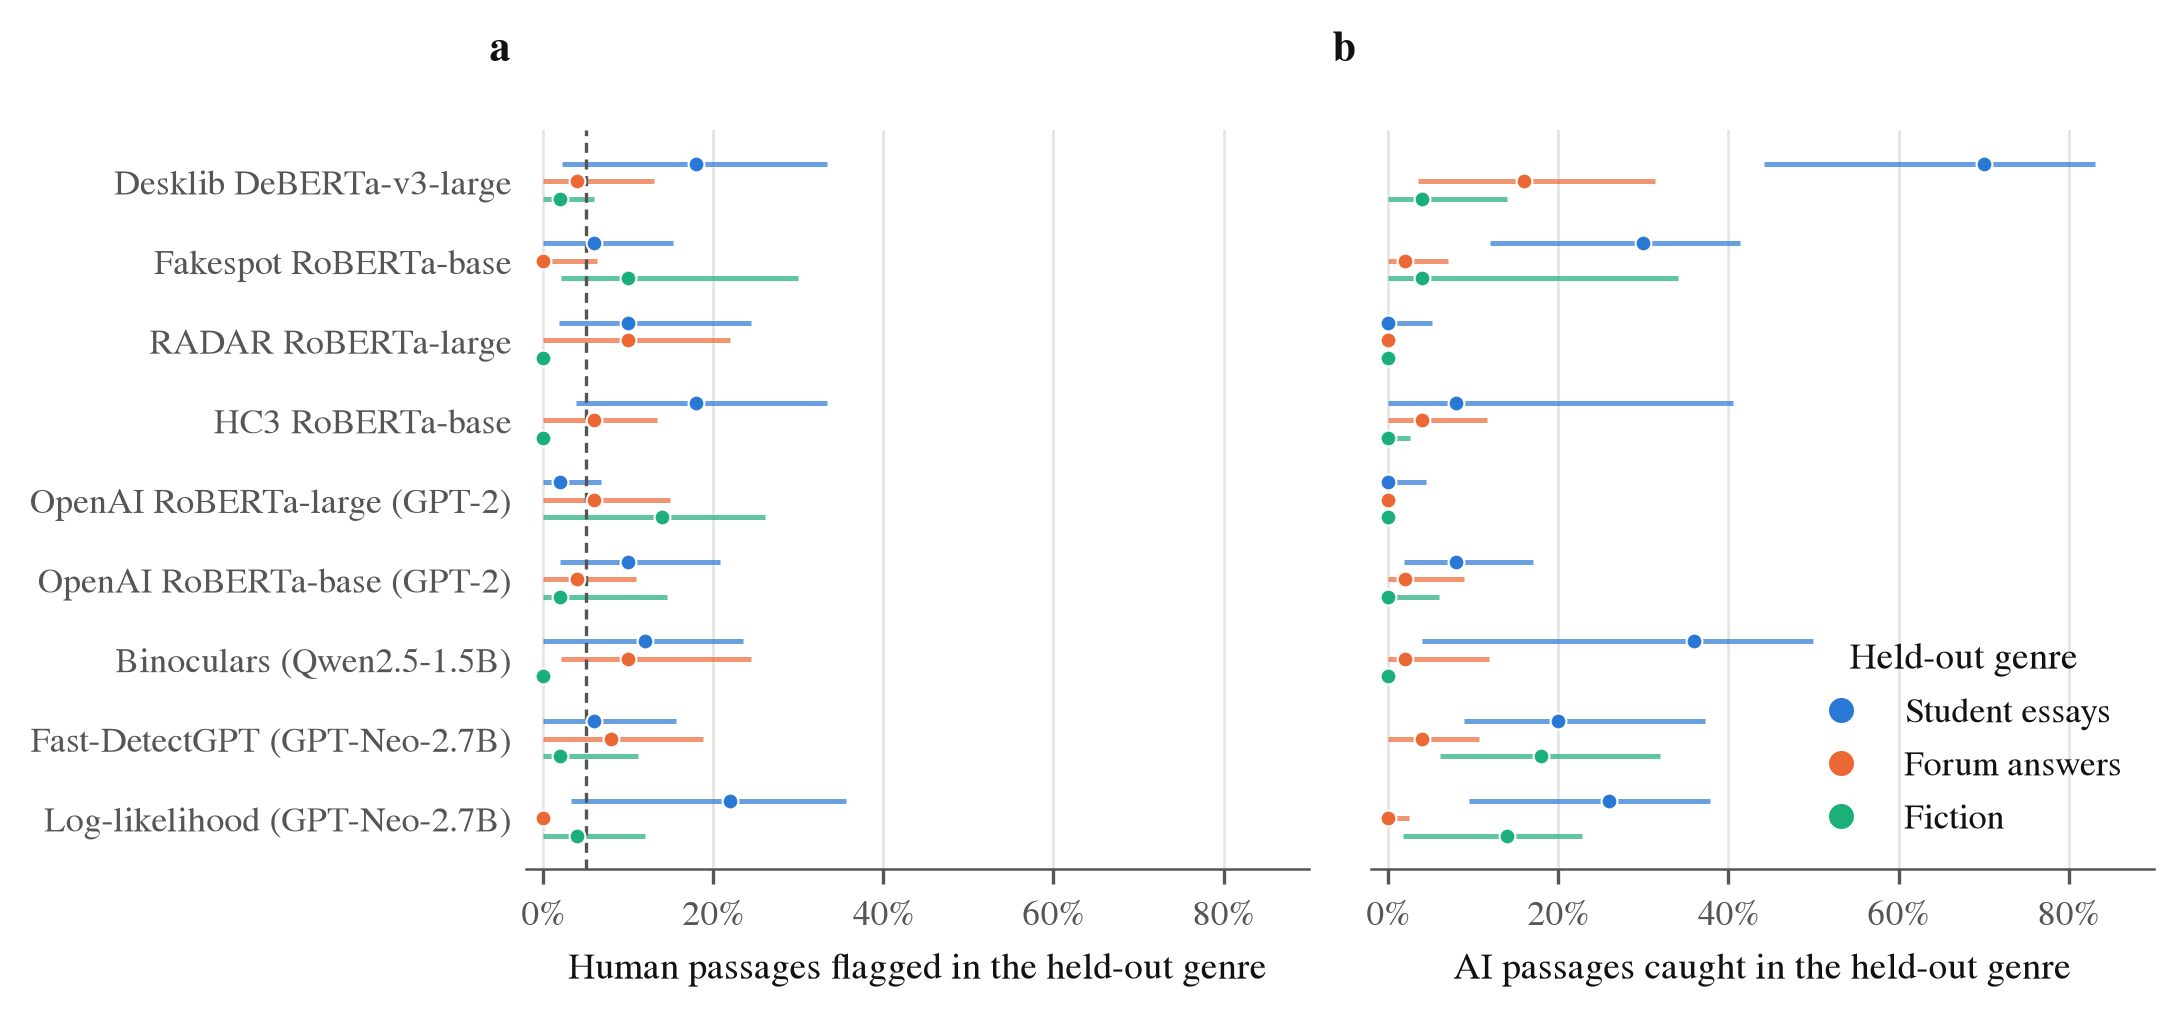 a
b
Desklib DeBERTa-v3-large
Fakespot RoBERTa-base
RADAR RoBERTa-large
HC3 RoBERTa-base
OpenAI RoBERTa-large (GPT-2)
OpenAI RoBERTa-base (GPT-2)
Binoculars (Qwen2.5-1.5B)
Fast-DetectGPT (GPT-Neo-2.7B)
Log-likelihood (GPT-Neo-2.7B)
0% 20% 40% 60% 80%
Human passages flagged in the held-out genre
Held-out genre
Student essays
Forum answers
Fiction
0% 20% 40% 60% 80%
AI passages caught in the held-out genre